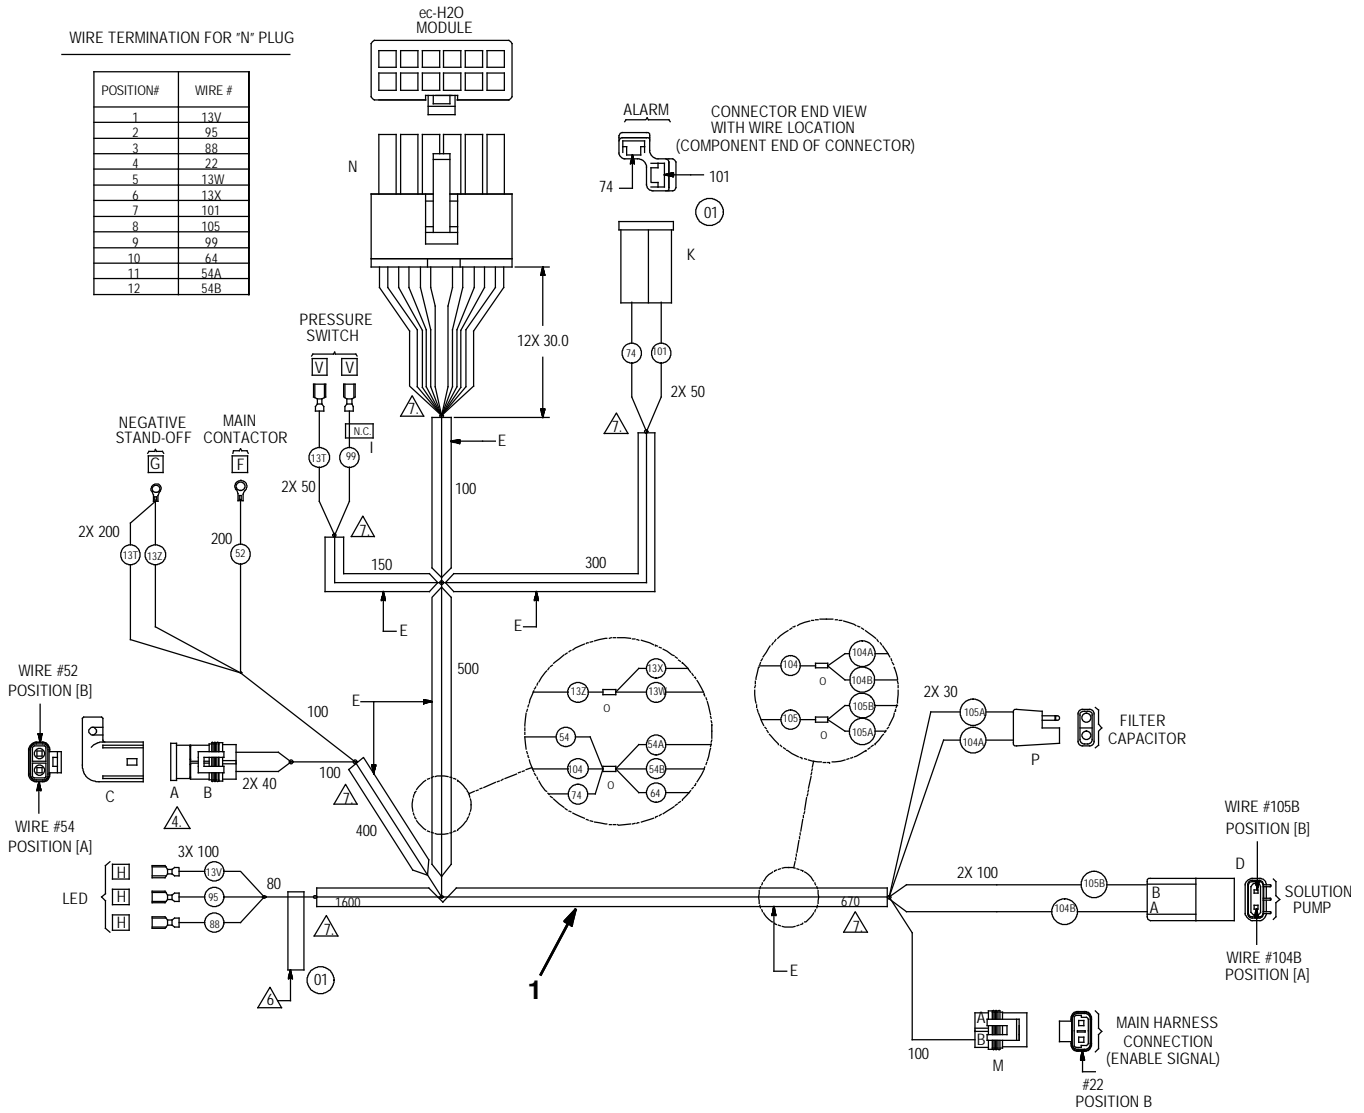 ec-H2O
MODULE
WIRE TERMINATION FOR "N" PLUG
POSITION# WIRE #
1 13V
2 95
3 88
4 22
5 13W
6 13X
7 101
8 105
9 99
10 64
11 54A
12 54B
N
ALARM
CONNECTOR END VIEW
WITH WIRE LOCATION
(COMPONENT END OF CONNECTOR)
74
101
01
K
12X 30.0
74
101
2X 50
7.
PRESSURE
SWITCH
V V
N.C.
I
13T
99
2X 50
7.
7.
E
100
NEGATIVE
STAND-OFF
MAIN
CONTACTOR
G
F
2X 200
200
13T
13Z
52
150
300
E
E
500
E
WIRE #52
POSITION [B]
C
A
B
4.
2X 40
100
100
7.
400
WIRE #54
POSITION [A]
13Z
13X
13W
O
54
104
74
O
54A
54B
64
104
104A
104B
O
105
105B
105A
O
2X 30
105A
104A
P
FILTER
CAPACITOR
WIRE #105B
POSITION [B]
D
2X 100
105B
104B
B
A
SOLUTION
PUMP
WIRE #104B
POSITION [A]
3X 100
H
H
H
LED
13V
95
88
80
1600
7.
6
01
1
670
7.
E
100
A
B
M
MAIN HARNESS
CONNECTION
(ENABLE SIGNAL)
#22
POSITION B